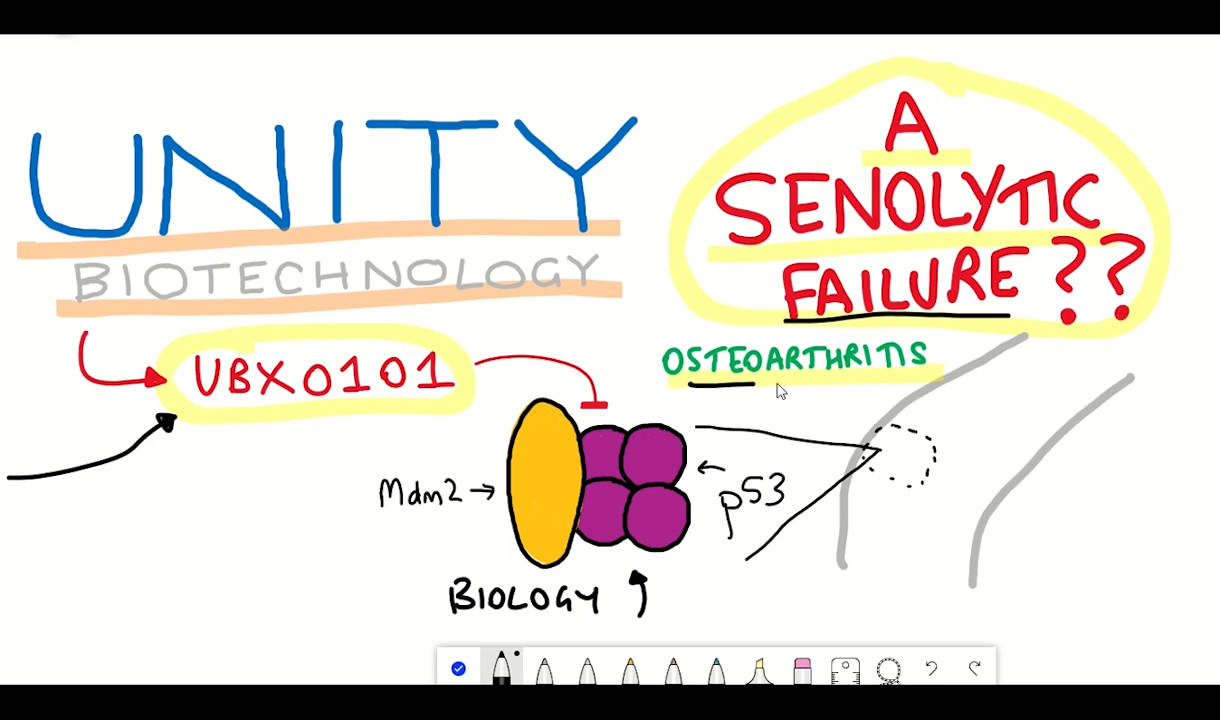 UNITY
BIOTECHNOLOGY
A
SENOLYTIC
FAILURE??
UBX0101
OSTEOARTHRITIS
Mdm2
p53
BIOLOGY